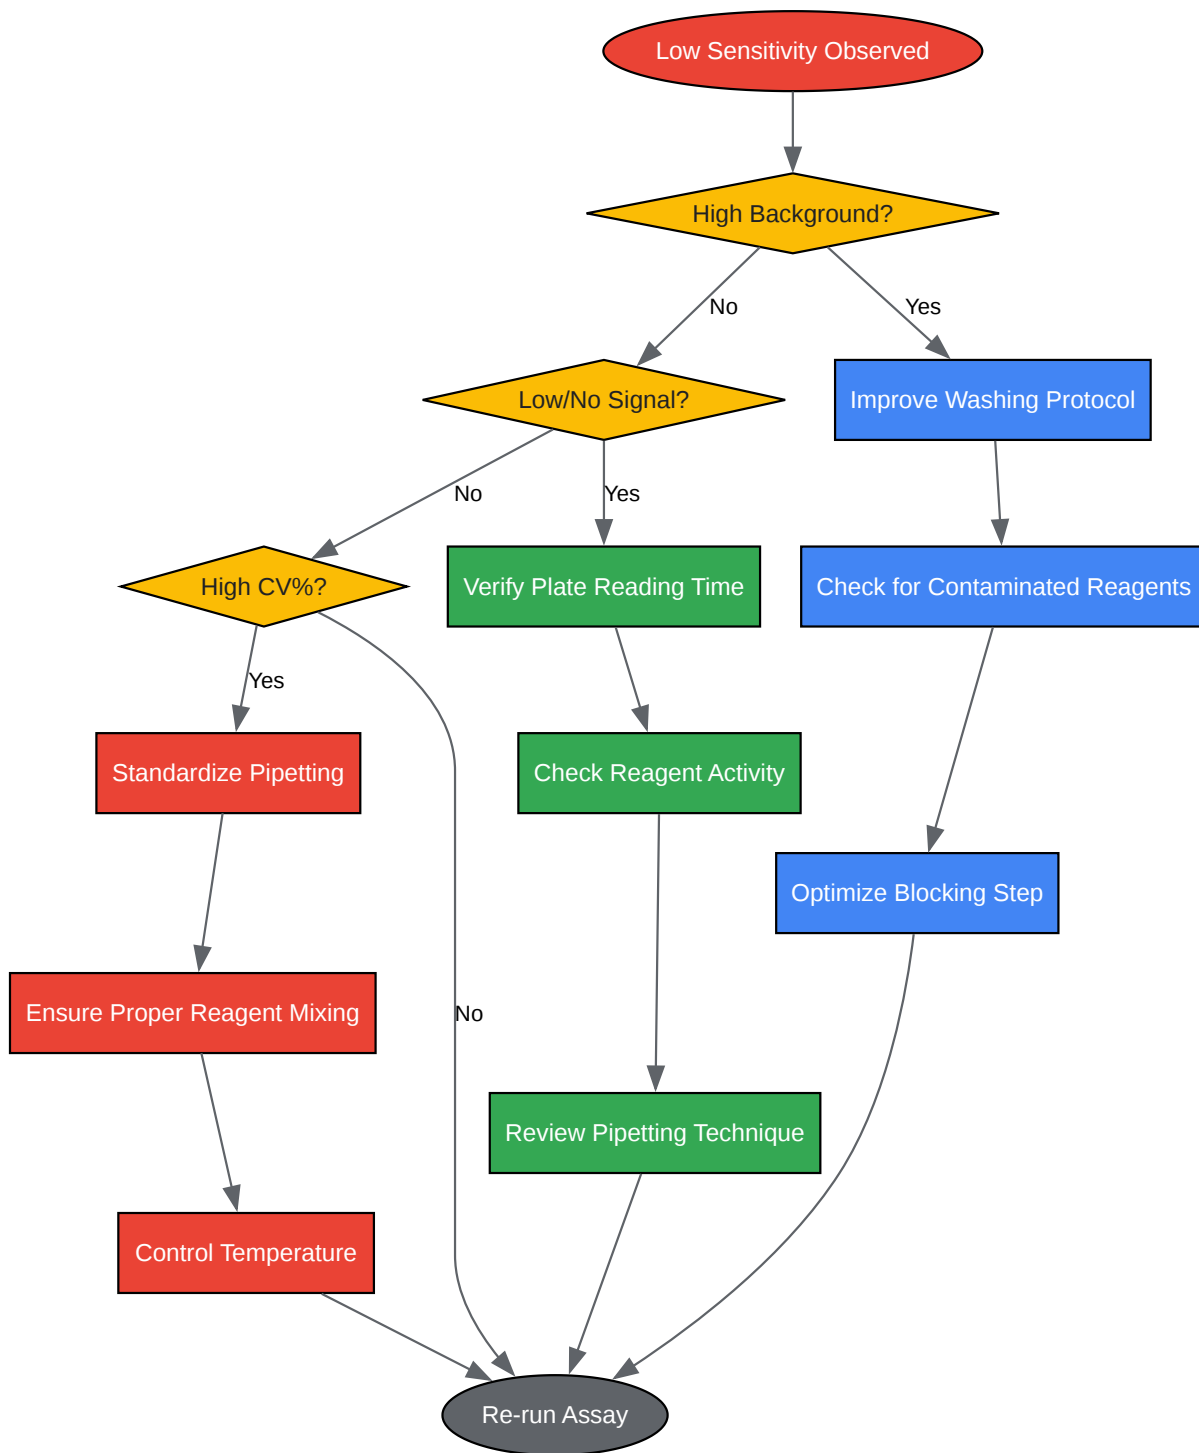 Low Sensitivity Observed
High Background?
No
Yes
Low/No Signal?
Improve Washing Protocol
No
Yes
High CV%?
Verify Plate Reading Time
Check for Contaminated Reagents
Yes
Standardize Pipetting
Check Reagent Activity
Optimize Blocking Step
Ensure Proper Reagent Mixing
No
Review Pipetting Technique
Control Temperature
Re-run Assay